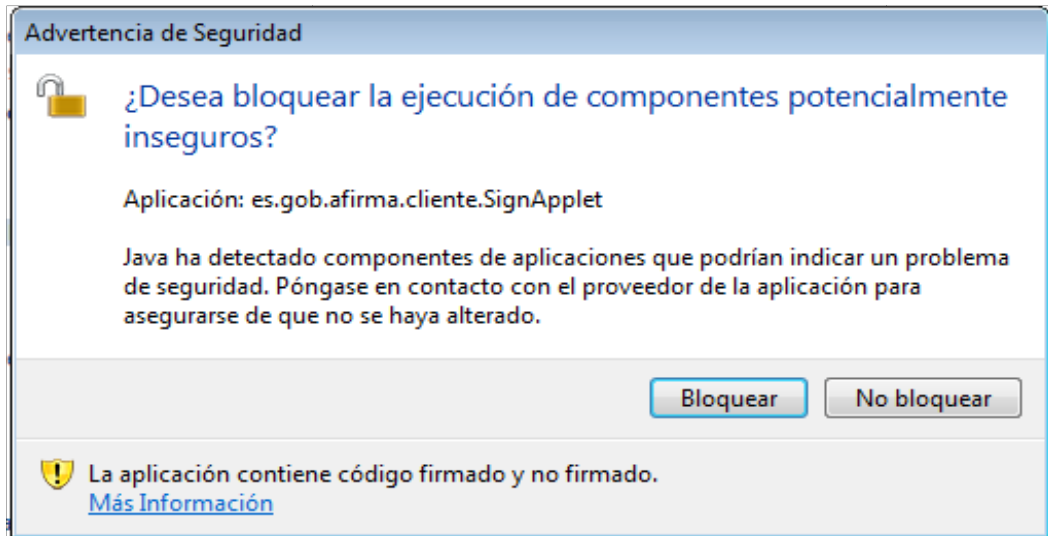 Advertencia de Seguridad
¿Desea bloquear la ejecución de componentes potencialmente
inseguros?
Aplicación: es.gob.afirma.cliente.SignApplet
Java ha detectado componentes de aplicaciones que podrían indicar un problema
de seguridad. Póngase en contacto con el proveedor de la aplicación para
asegurarse de que no se haya alterado.
Bloquear
No bloquear
La aplicación contiene código firmado y no firmado.
Más Información